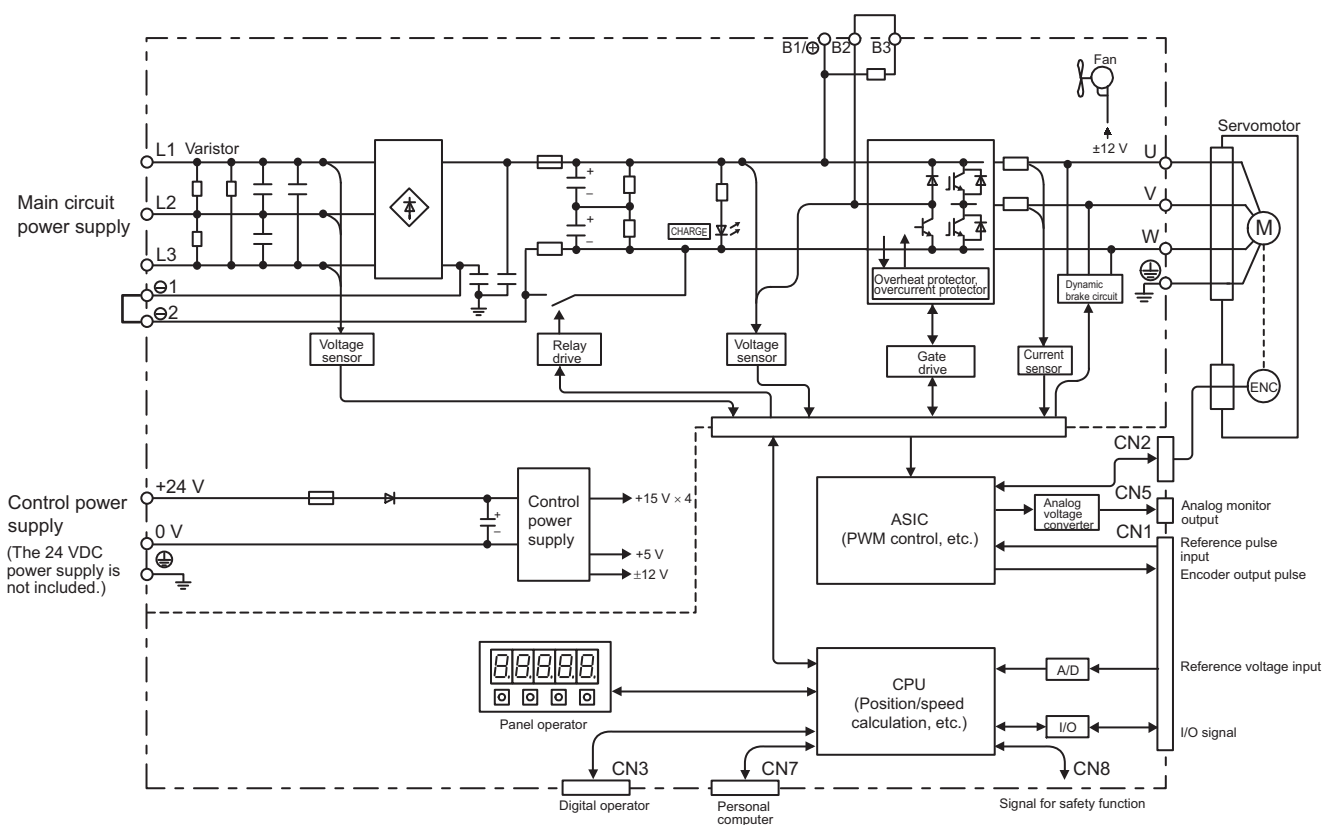 B1/⊕
B2
B3
Fan
±12 V
Servomotor
L1
Varistor
U
Main circuit
power supply
L2
V
L3
W
M
CHARGE
+
–
+
–
Overheat protector,
overcurrent protector
Dynamic
brake circuit
⊖1
⊖2
Voltage
sensor
Relay
drive
Voltage
sensor
Gate
drive
Current
sensor
ENC
CN2
Control power
supply
(The 24 VDC
power supply is
not included.)
+24 V
0 V
+
–
Control
power
supply
+15 V × 4
+5 V
±12 V
ASIC
(PWM control, etc.)
Analog
voltage
converter
CN5
Analog monitor
output
CN1
Reference pulse
input
Encoder output pulse
8.8.8.8.8.
Panel operator
CPU
(Position/speed
calculation, etc.)
A/D
Reference voltage input
I/O
I/O signal
CN3
Digital operator
CN7
Personal
computer
CN8
Signal for safety function